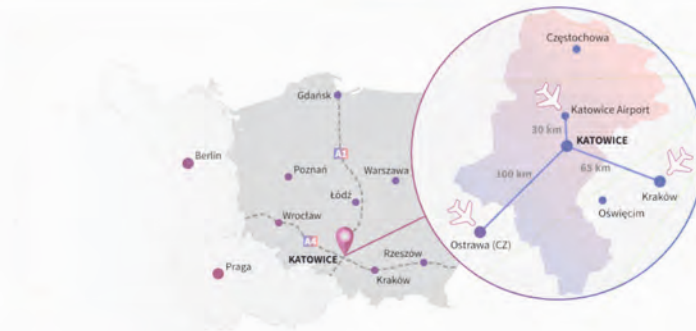 Częstochowa
Katowice Airport
30 km
KATOWICE
100 km
65 km
Kraków
Oświęcim
Ostrawa (CZ)
Gdańsk
A1
Berlin
Poznań
Warszawa
Łódź
Wrocław
A4
KATOWICE
Rzeszów
Praga
Kraków